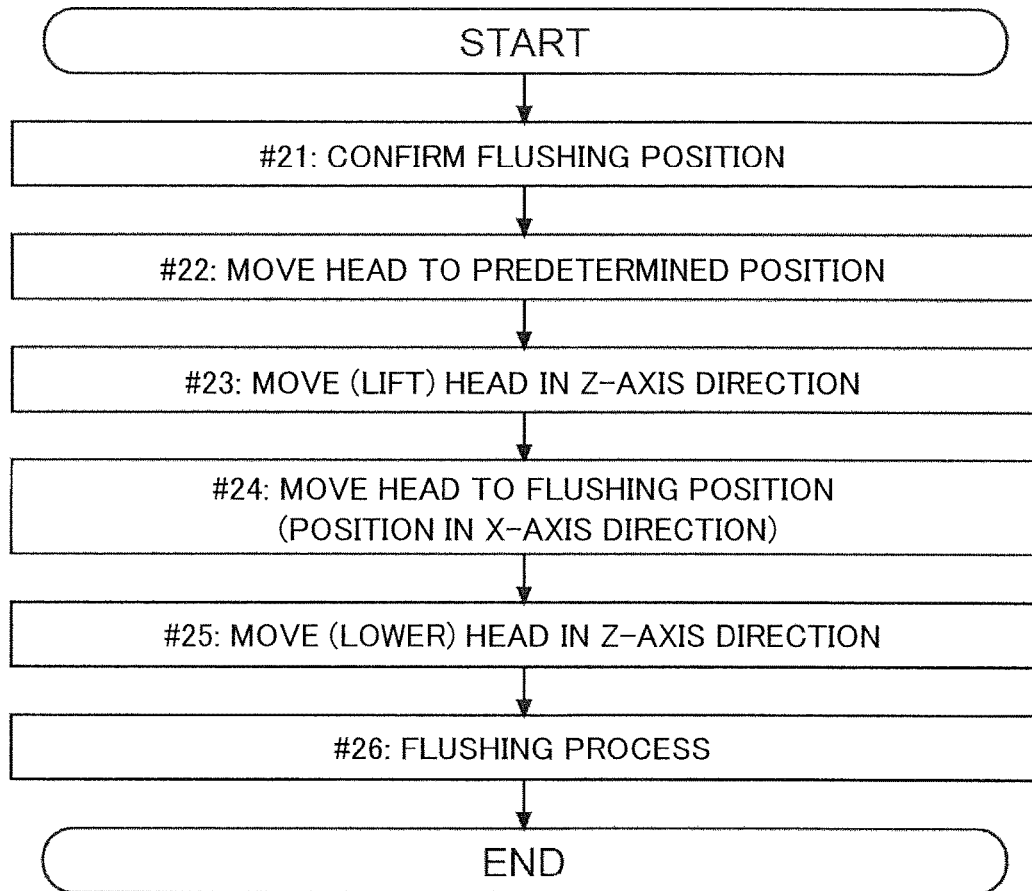 START
#21: CONFIRM FLUSHING POSITION
#22: MOVE HEAD TO PREDETERMINED POSITION
#23: MOVE (LIFT) HEAD IN Z-AXIS DIRECTION
#24: MOVE HEAD TO FLUSHING POSITION
(POSITION IN X-AXIS DIRECTION)
#25: MOVE (LOWER) HEAD IN Z-AXIS DIRECTION
#26: FLUSHING PROCESS
END